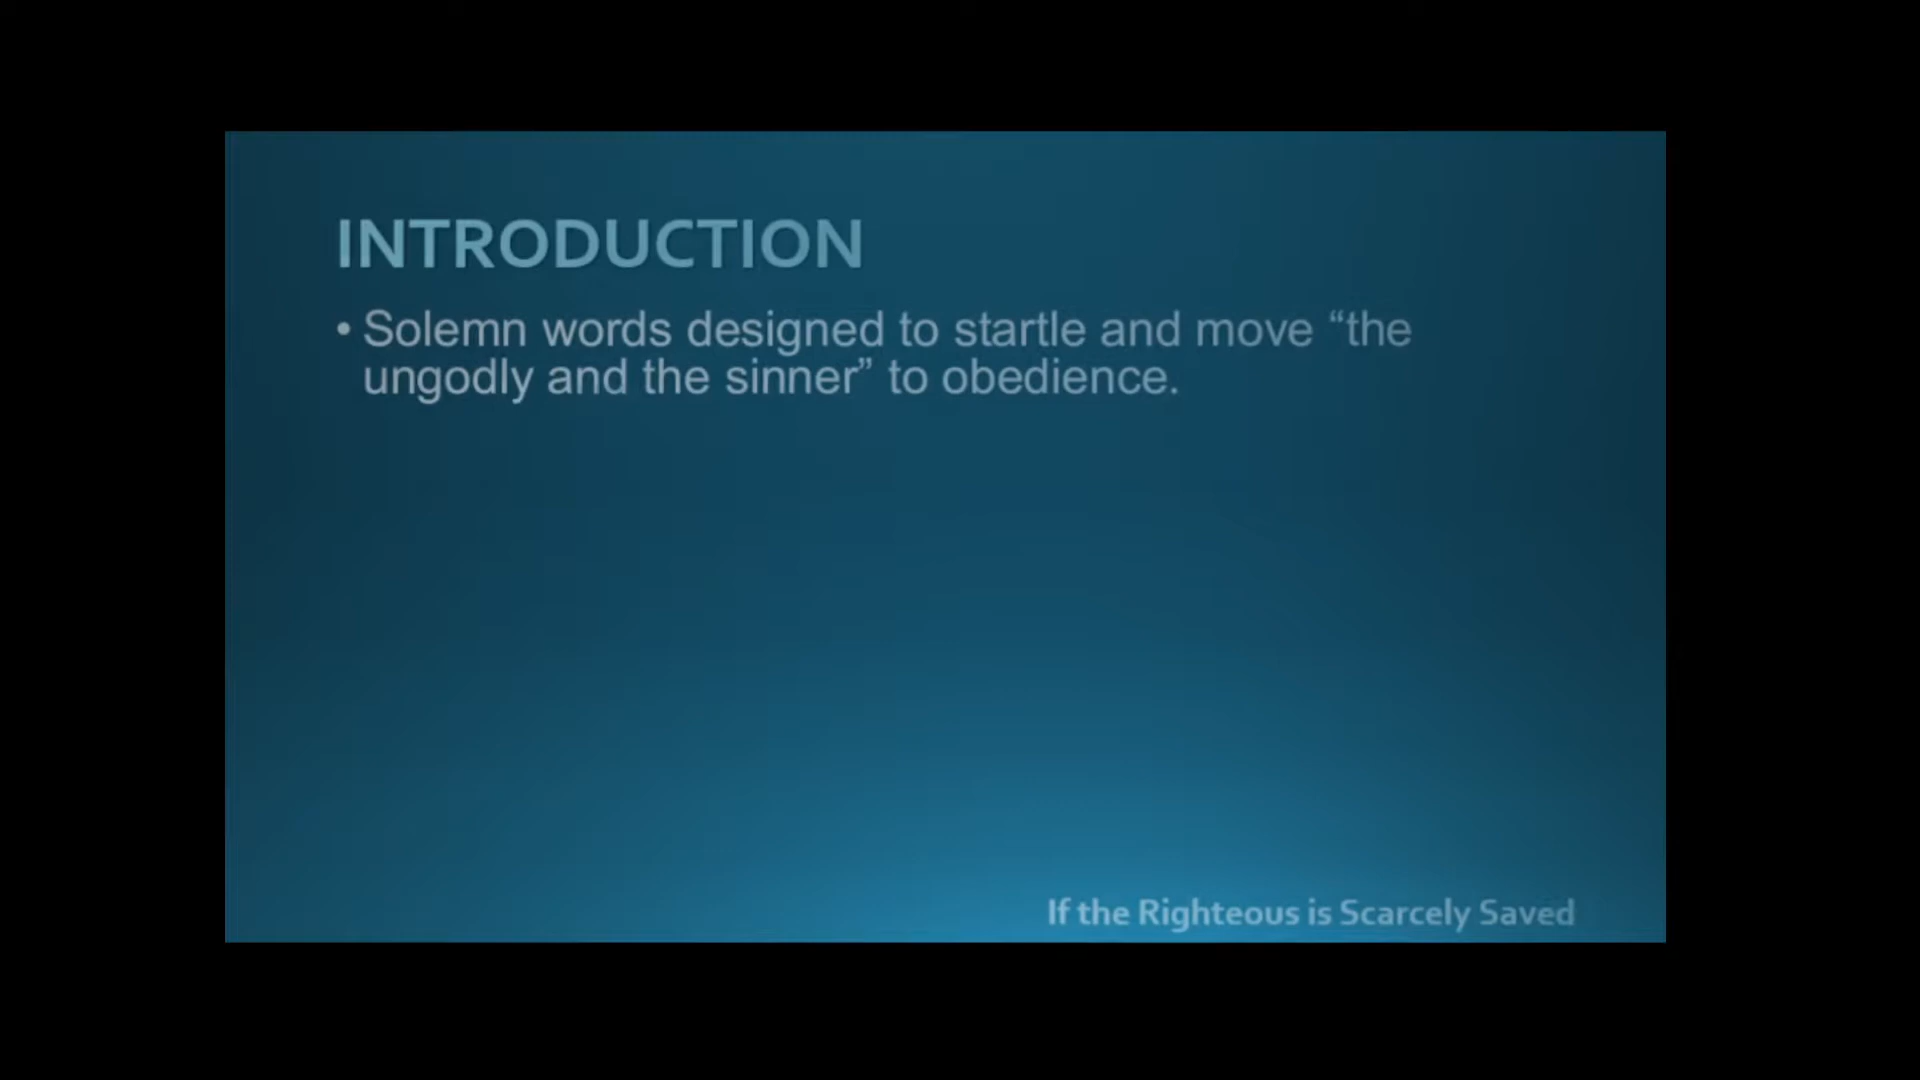 INTRODUCTION
• Solemn words designed to startle and move “the
ungodly and the sinner” to obedience.
If the Righteous is Scarcely Saved